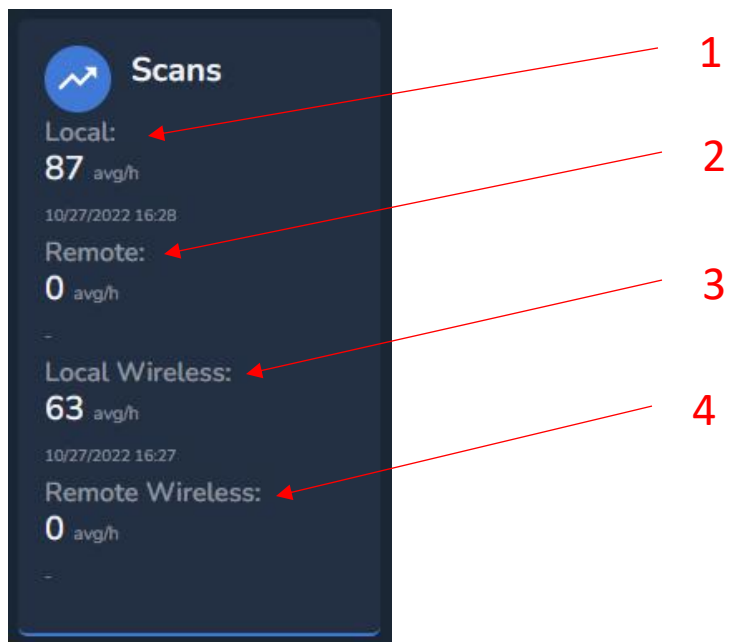 Scans
1
Local:
87 avg/h
10/27/2022 16:28
2
Remote:
0 avg/h
-
3
Local Wireless:
63 avg/h
10/27/2022 16:27
4
Remote Wireless:
0 avg/h
-